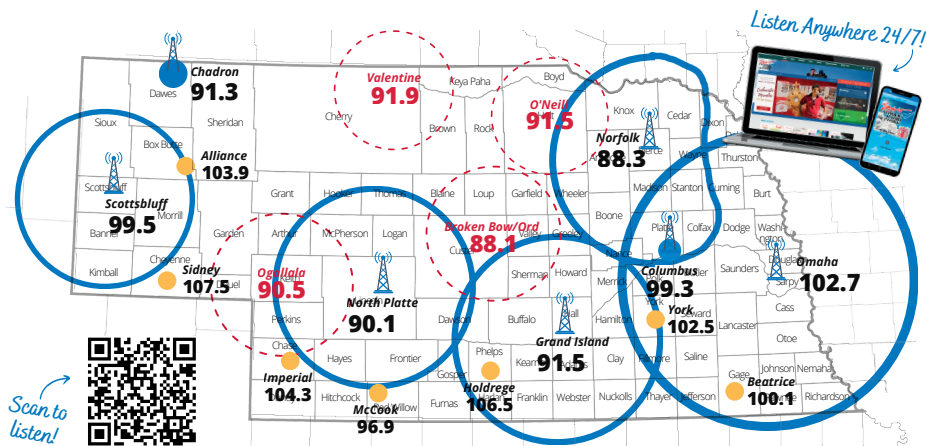 Listen Anywhere 24/7!
Chadron
91.3
Dawes
Sheridan
Sioux
Box Butte
Alliance
103.9
Scottsbluff
99.5
Morrill
Banner
Kimball
Cheyenne
Sidney
107.5
Garden
Valentine
91.9
Cherry
Keya Paha
Boyd
Brown
Rock
O'Neill
91.5
Knox
Cedar
Dixon
Norfolk
88.3
Wayne
Thurston
Madison
Stanton
Cuming
Burt
Grant
Hooker
Thomas
Blaine
Loup
Garfield
Wheeler
Boone
Arthur
McPherson
Logan
Broken Bow/Ord
88.1
Valley
Greeley
Nance
Colfax
Dodge
Wash-
ington
Douglas
Sarpy
Omaha
102.7
Columbus
99.3
Saunders
Ogallala
90.5
North Platte
90.1
Sherman
Howard
Merrick
Polk
York
102.5
Seward
Lancaster
Cass
Otoe
Perkins
Dawson
Buffalo
Hamilton
Grand Island
91.5
Chase
Hayes
Frontier
Gosper
Phelps
Clay
Fillmore
Saline
Gage
Johnson
Nemaha
Imperial
104.3
Hitchcock
McCook
96.9
Furnas
Holdrege
106.5
Franklin
Webster
Nuckolls
Thayer
Jefferson
Beatrice
100.1
Richardson
Scan to
listen!